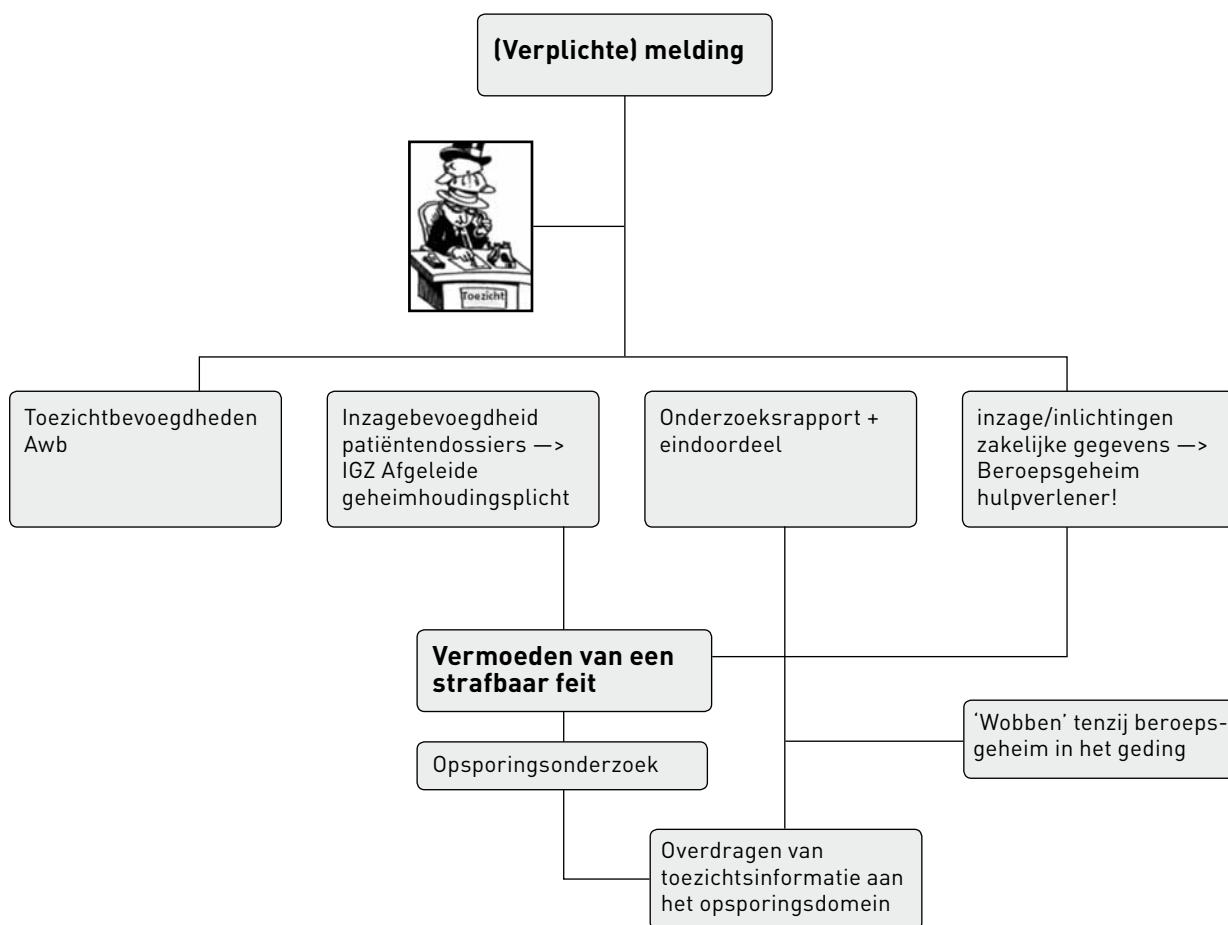 (Verplichte) melding
Toezicht
Toezichtbevoegdheden
Awb
Inzagebevoegdheid
patiëntendossiers —>
IGZ Afgeleide
geheimhoudingsplicht
Onderzoeksrapport +
eindoordeel
inzage/inlichtingen
zakelijke gegevens —>
Beroepsgeheim
hulpverlener!
Vermoeden van een
strafbaar feit
‘Wobben’ tenzij beroeps-
geheim in het geding
Opsporingsonderzoek
Overdragen van
toezichtsinformatie aan
het opsporingsdomein